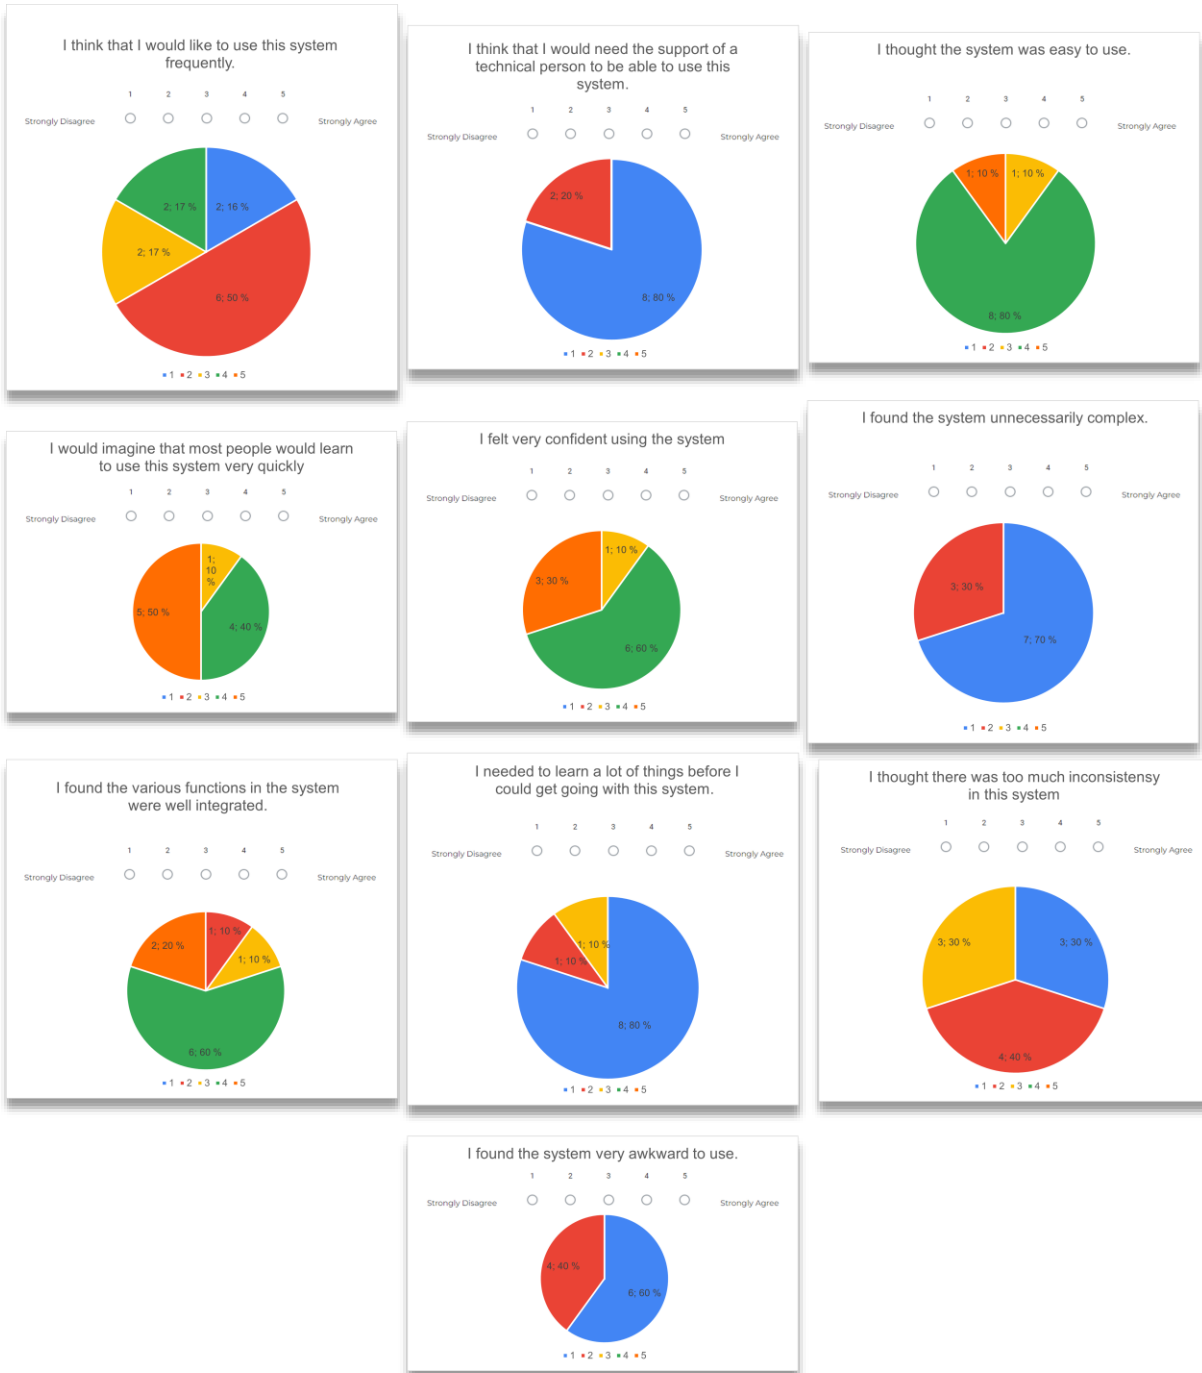 I think that I would like to use this system
frequently.
1 2 3 4 5
Strongly Disagree Strongly Agree
2; 17 % 2; 16 %
2; 17 %
6; 50 %
1 2 3 4 5
I think that I would need the support of a
technical person to be able to use this
system.
1 2 3 4 5
Strongly Disagree Strongly Agree
2; 20 %
8; 80 %
1 2 3 4 5
I thought the system was easy to use.
1 2 3 4 5
Strongly Disagree Strongly Agree
1; 10 % 1; 10 %
8; 80 %
1 2 3 4 5
I would imagine that most people would learn
to use this system very quickly
1 2 3 4 5
Strongly Disagree Strongly Agree
1;
10
%
5; 50 %
4; 40 %
1 2 3 4 5
I felt very confident using the system
1 2 3 4 5
Strongly Disagree Strongly Agree
1; 10 %
3; 30 %
6; 60 %
1 2 3 4 5
I found the system unnecessarily complex.
1 2 3 4 5
Strongly Disagree Strongly Agree
3; 30 %
7; 70 %
1 2 3 4 5
I found the various functions in the system
were well integrated.
1 2 3 4 5
Strongly Disagree Strongly Agree
1; 10 %
2; 20 %
1; 10 %
6; 60 %
1 2 3 4 5
I needed to learn a lot of things before I
could get going with this system.
1 2 3 4 5
Strongly Disagree Strongly Agree
1; 10 %
1; 10 %
8; 80 %
1 2 3 4 5
I thought there was too much inconsistensy
in this system
1 2 3 4 5
Strongly Disagree Strongly Agree
3; 30 % 3; 30 %
4; 40 %
1 2 3 4 5
I found the system very awkward to use.
1 2 3 4 5
Strongly Disagree Strongly Agree
4; 40 %
6; 60 %
1 2 3 4 5